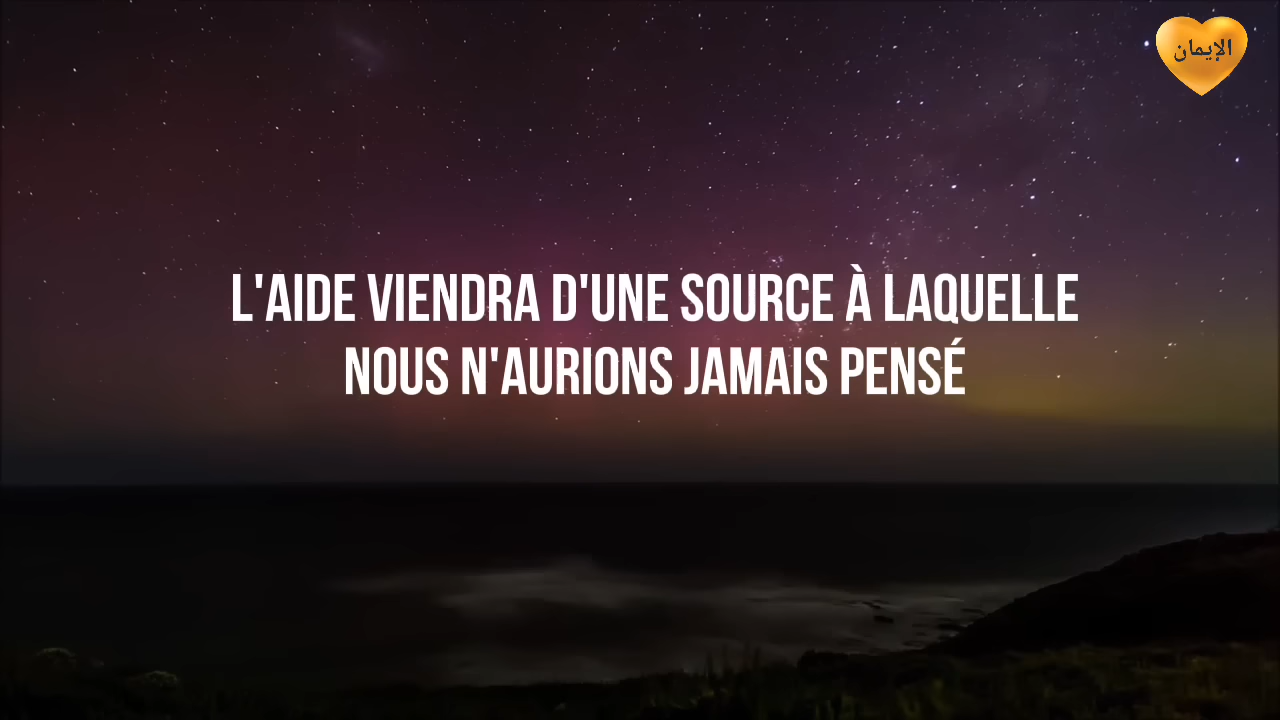 الإيمان
L'AIDE VIENDRA D'UNE SOURCE À LAQUELLE
NOUS N'AURIONS JAMAIS PENSÉ